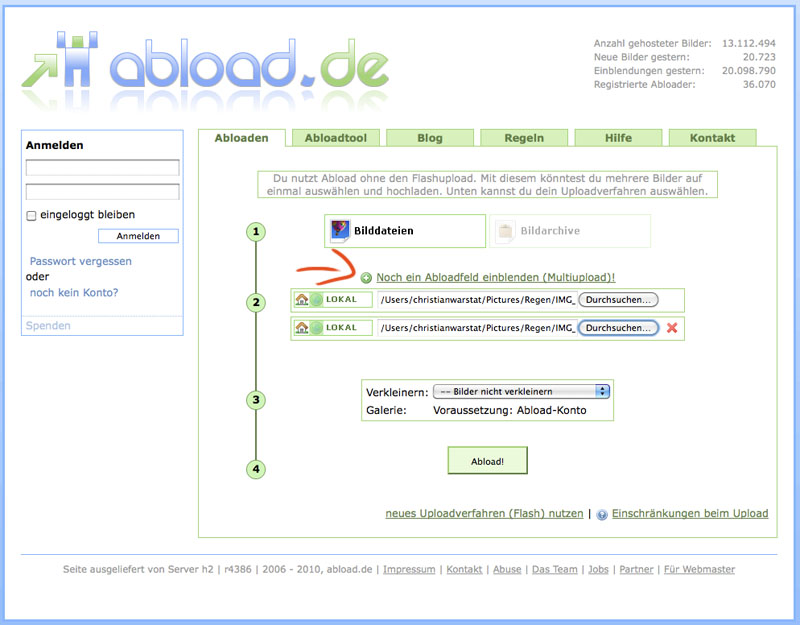 abload.de
Anzahl gehosteter Bilder: 13.112.494
Neue Bilder gestern: 20.723
Einblendungen gestern: 20.098.790
Registrierte Abloader: 36.070
Anmelden
eingeloggt bleiben
Anmelden
Passwort vergessen
oder
noch kein Konto?
Spenden
Abloaden Abloadtool Blog Regeln Hilfe Kontakt
Du nutzt Abload ohne den Flashupload. Mit diesem könntest du mehrere Bilder auf
einmal auswählen und hochladen. Unten kannst du dein Uploadverfahren auswählen.
1 Bilddateien Bildarchive
Noch ein Abloadfeld einblenden (Multiupload)!
2 LOKAL /Users/christianwarstat/Pictures/Regen/IMG_ Durchsuchen...
LOKAL /Users/christianwarstat/Pictures/Regen/IMG_ Durchsuchen...
Verkleinern: -- Bilder nicht verkleinern
3
Galerie: Voraussetzung: Abload-Konto
Abload!
4
neues Uploadverfahren (Flash) nutzen | Einschränkungen beim Upload
Seite ausgeliefert von Server h2 | r4386 | 2006 - 2010, abload.de | Impressum | Kontakt | Abuse | Das Team | Jobs | Partner | Für Webmaster